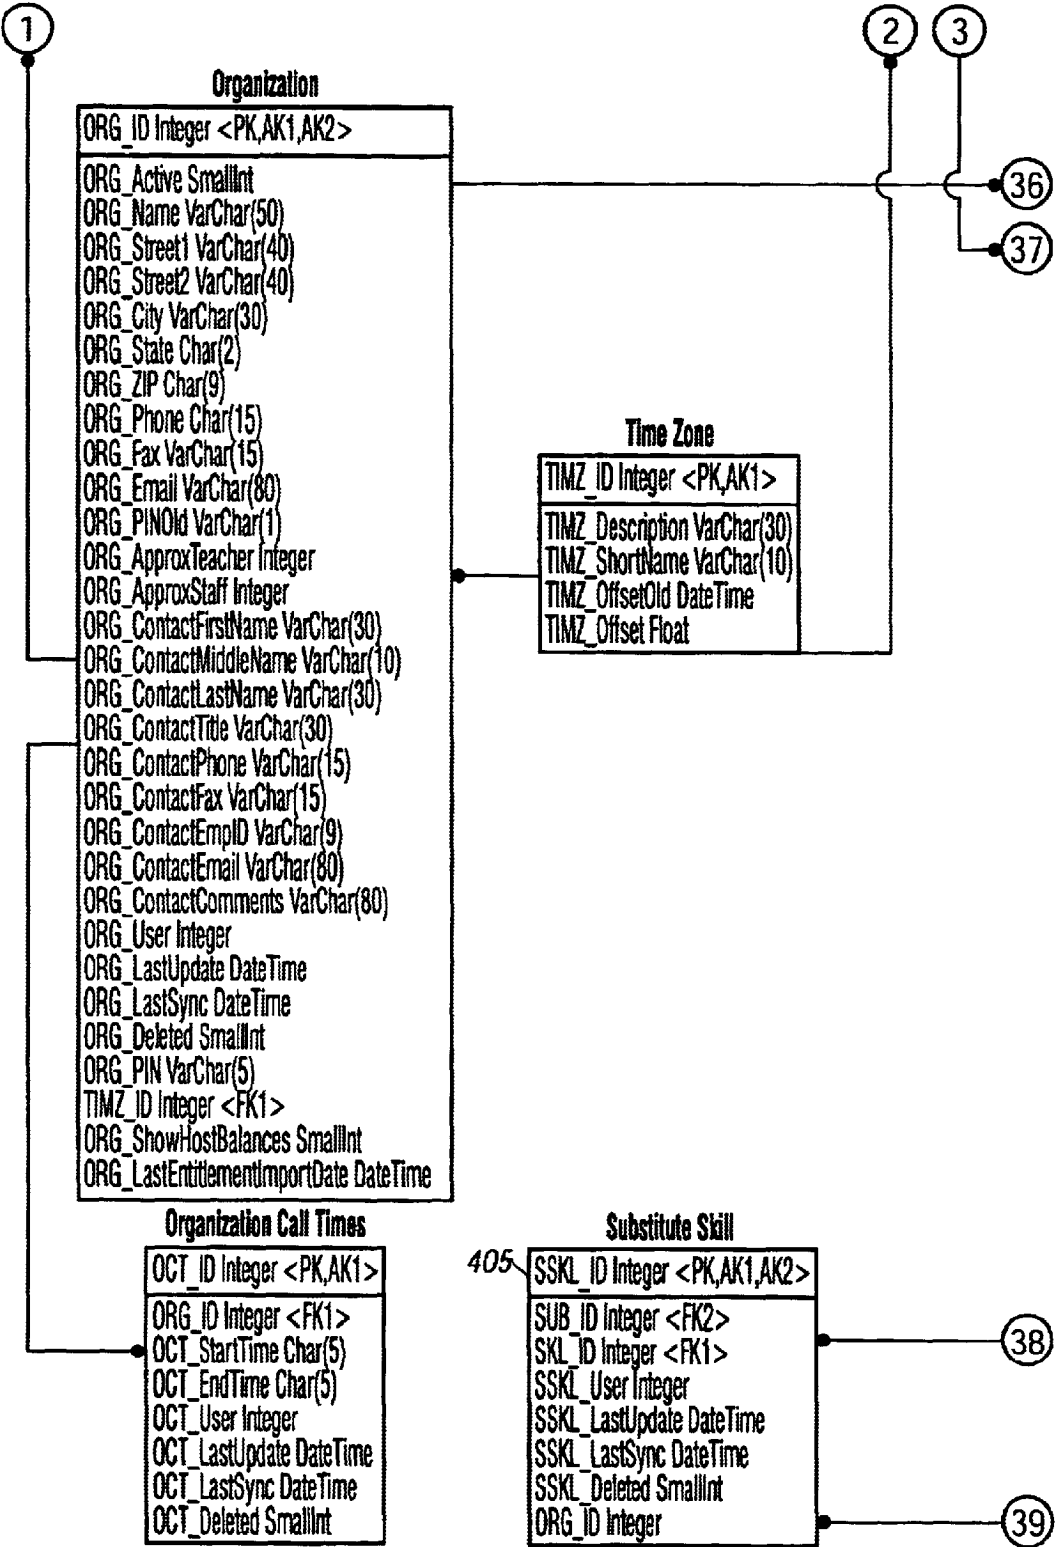 1
2
3
Organization
ORG_ID Integer <PK,AK1,AK2>
ORG_Active SmallInt
ORG_Name VarChar(50)
ORG_Street1 VarChar(40)
ORG_Street2 VarChar(40)
ORG_City VarChar(30)
ORG_State Char(2)
ORG_ZIP Char(9)
ORG_Phone Char(15)
ORG_Fax VarChar(15)
ORG_Email VarChar(80)
ORG_PINOld VarChar(1)
ORG_ApproxTeacher Integer
ORG_ApproxStaff Integer
ORG_ContactFirstName VarChar(30)
ORG_ContactMiddleName VarChar(10)
ORG_ContactLastName VarChar(30)
ORG_ContactTitle VarChar(30)
ORG_ContactPhone VarChar(15)
ORG_ContactFax VarChar(15)
ORG_ContactEmpID VarChar(9)
ORG_ContactEmail VarChar(80)
ORG_ContactComments VarChar(80)
ORG_User Integer
ORG_LastUpdate DateTime
ORG_LastSync DateTime
ORG_Deleted SmallInt
ORG_PIN VarChar(5)
TIMZ_ID Integer <FK1>
ORG_ShowHostBalances SmallInt
ORG_LastEntitlementImportDate DateTime
36
37
Time Zone
TIMZ_ID Integer <PK,AK1>
TIMZ_Description VarChar(30)
TIMZ_ShortName VarChar(10)
TIMZ_OffsetOld DateTime
TIMZ_Offset Float
Organization Call Times
OCT_ID Integer <PK,AK1>
ORG_ID Integer <FK1>
OCT_StartTime Char(5)
OCT_EndTime Char(5)
OCT_User Integer
OCT_LastUpdate DateTime
OCT_LastSync DateTime
OCT_Deleted SmallInt
Substitute Skill
405
SSKL_ID Integer <PK,AK1,AK2>
SUB_ID Integer <FK2>
SKL_ID Integer <FK1>
SSKL_User Integer
SSKL_LastUpdate DateTime
SSKL_LastSync DateTime
SSKL_Deleted SmallInt
ORG_ID Integer
38
39